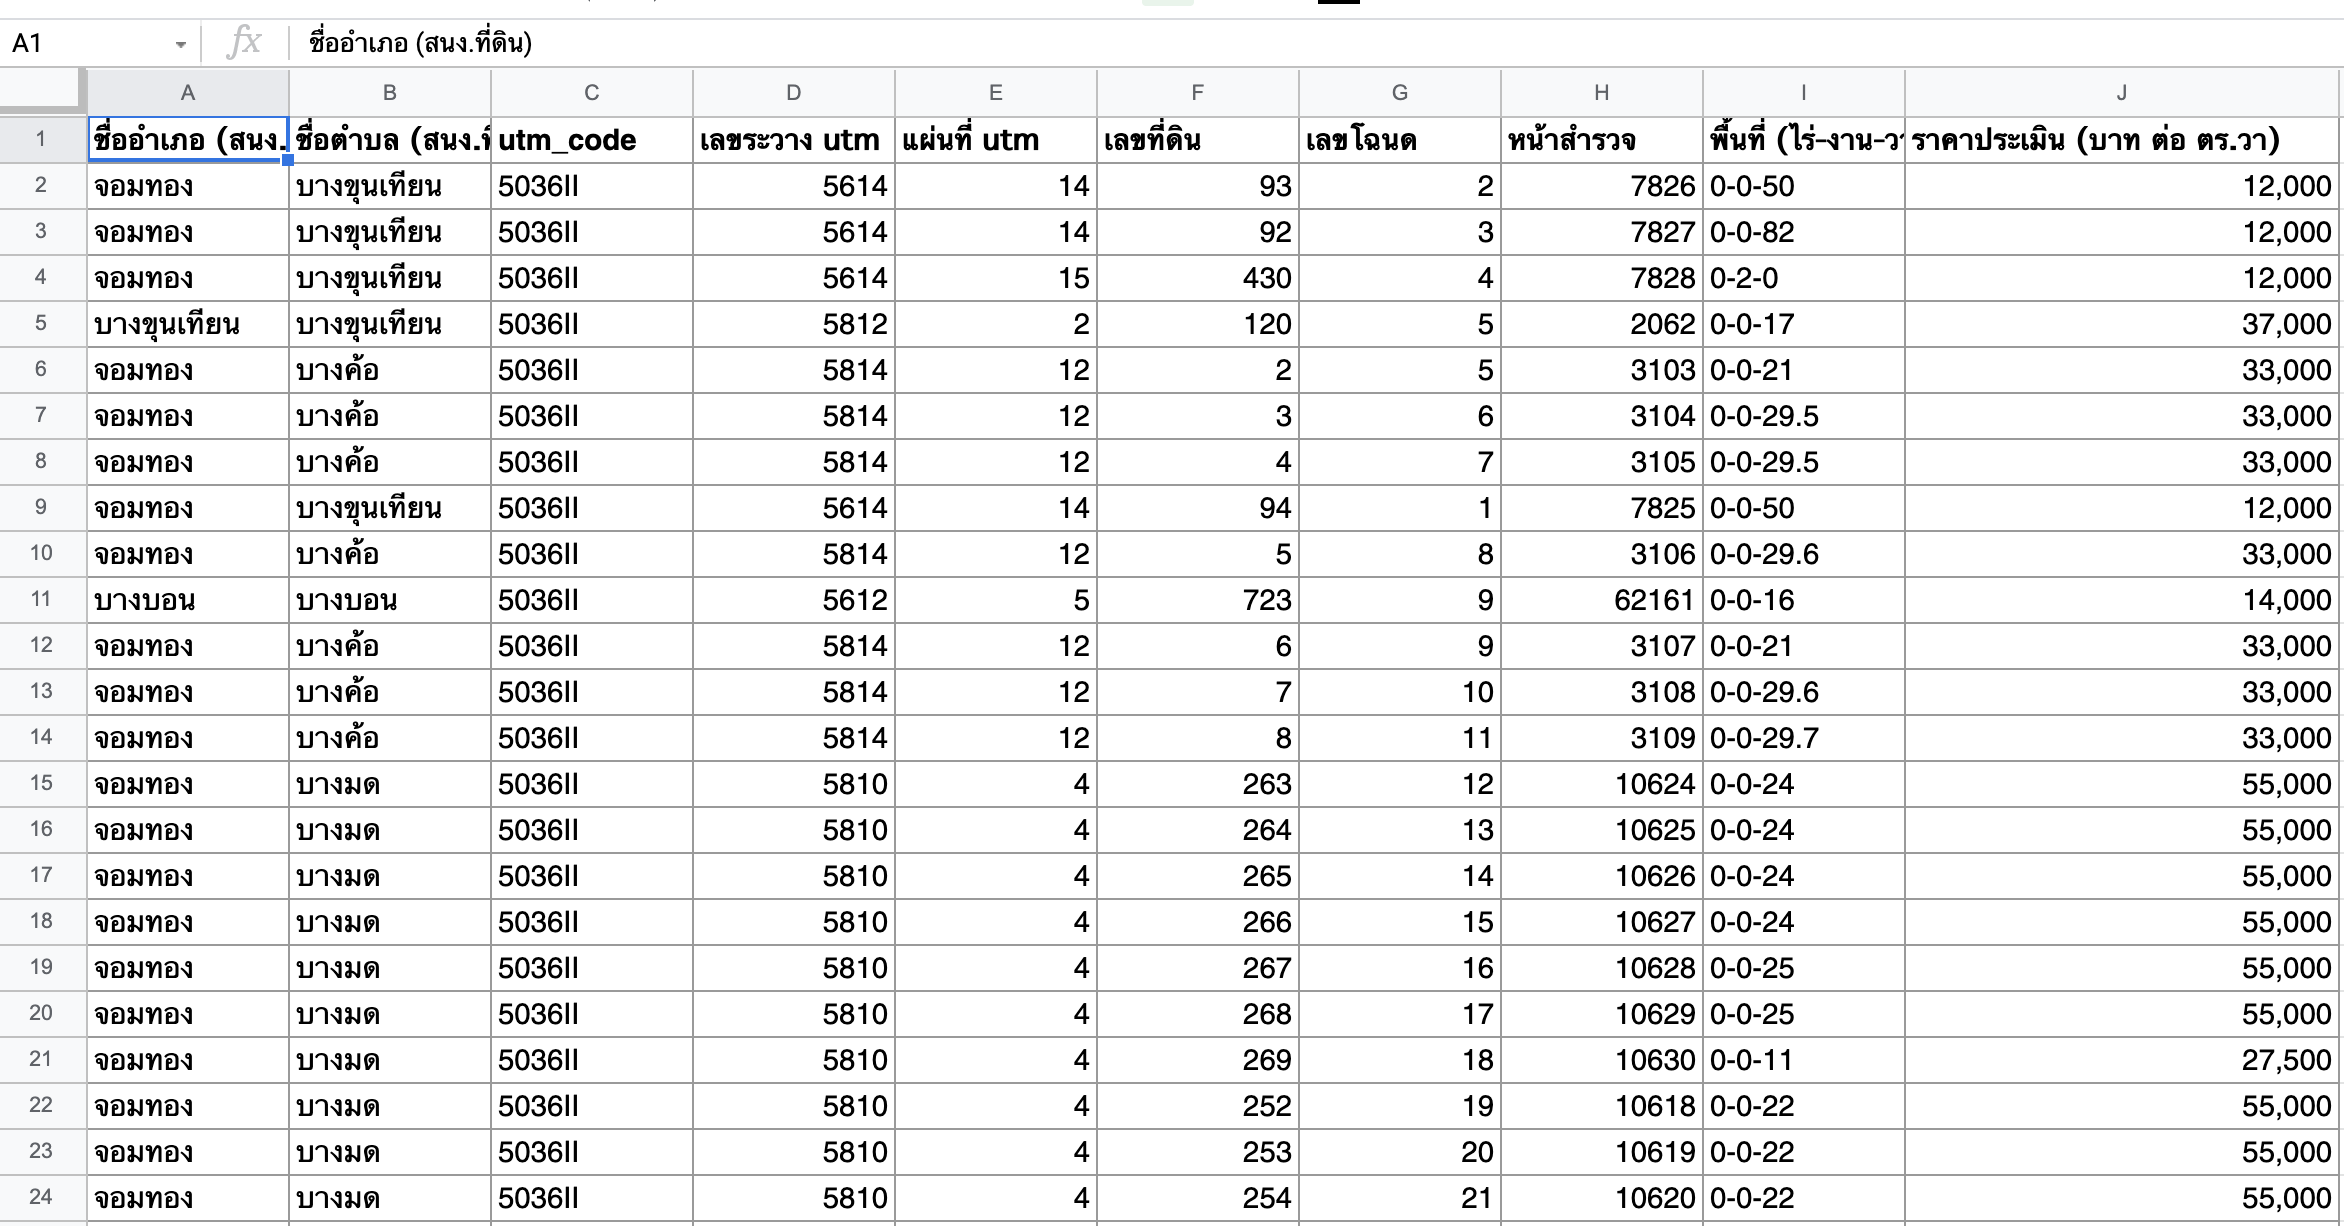 A1 fx ชื่ออำเภอ (สนง.ที่ดิน)
A B C D E F G H I J
1 ชื่ออำเภอ (สนง. ชื่อตำบล (สนง.ที่ utm_code เลขระวาง utm แผ่นที่ utm เลขที่ดิน เลขโฉนด หน้าสำรวจ พื้นที่ (ไร่-งาน-วา ราคาประเมิน (บาท ต่อ ตร.วา)
2 จอมทอง บางขุนเทียน 5036II 5614 14 93 2 7826 0-0-50 12,000
3 จอมทอง บางขุนเทียน 5036II 5614 14 92 3 7827 0-0-82 12,000
4 จอมทอง บางขุนเทียน 5036II 5614 15 430 4 7828 0-2-0 12,000
5 บางขุนเทียน บางขุนเทียน 5036II 5812 2 120 5 2062 0-0-17 37,000
6 จอมทอง บางค้อ 5036II 5814 12 2 5 3103 0-0-21 33,000
7 จอมทอง บางค้อ 5036II 5814 12 3 6 3104 0-0-29.5 33,000
8 จอมทอง บางค้อ 5036II 5814 12 4 7 3105 0-0-29.5 33,000
9 จอมทอง บางขุนเทียน 5036II 5614 14 94 1 7825 0-0-50 12,000
10 จอมทอง บางค้อ 5036II 5814 12 5 8 3106 0-0-29.6 33,000
11 บางบอน บางบอน 5036II 5612 5 723 9 62161 0-0-16 14,000
12 จอมทอง บางค้อ 5036II 5814 12 6 9 3107 0-0-21 33,000
13 จอมทอง บางค้อ 5036II 5814 12 7 10 3108 0-0-29.6 33,000
14 จอมทอง บางค้อ 5036II 5814 12 8 11 3109 0-0-29.7 33,000
15 จอมทอง บางมด 5036II 5810 4 263 12 10624 0-0-24 55,000
16 จอมทอง บางมด 5036II 5810 4 264 13 10625 0-0-24 55,000
17 จอมทอง บางมด 5036II 5810 4 265 14 10626 0-0-24 55,000
18 จอมทอง บางมด 5036II 5810 4 266 15 10627 0-0-24 55,000
19 จอมทอง บางมด 5036II 5810 4 267 16 10628 0-0-25 55,000
20 จอมทอง บางมด 5036II 5810 4 268 17 10629 0-0-25 55,000
21 จอมทอง บางมด 5036II 5810 4 269 18 10630 0-0-11 27,500
22 จอมทอง บางมด 5036II 5810 4 252 19 10618 0-0-22 55,000
23 จอมทอง บางมด 5036II 5810 4 253 20 10619 0-0-22 55,000
24 จอมทอง บางมด 5036II 5810 4 254 21 10620 0-0-22 55,000